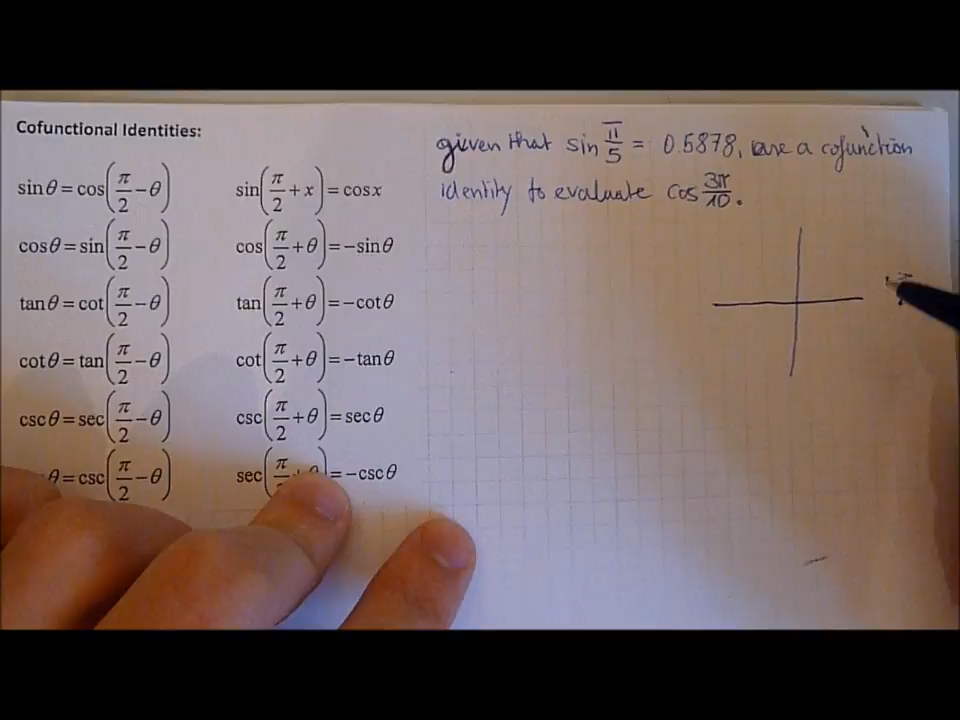 Cofunctional Identities:
sinθ = cos(π/2 − θ)
sin(π/2 + x) = cosx
cosθ = sin(π/2 − θ)
cos(π/2 + θ) = −sinθ
tanθ = cot(π/2 − θ)
tan(π/2 + θ) = −cotθ
cotθ = tan(π/2 − θ)
cot(π/2 + θ) = −tanθ
cscθ = sec(π/2 − θ)
csc(π/2 + θ) = secθ
θ = csc(π/2 − θ)
sec(π/ + θ) = −cscθ
given that sin π/5 = 0.5878, use a cofunction
identity to evaluate cos 3π/10.